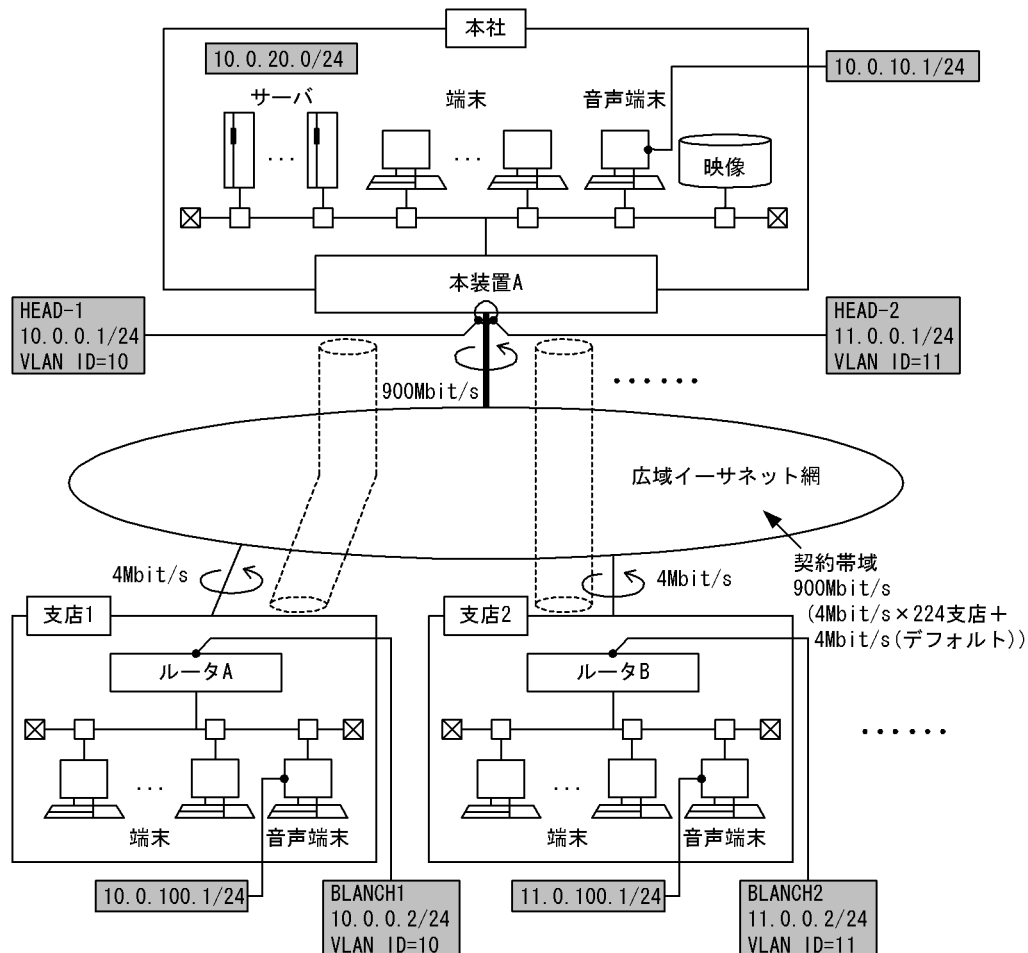 本社
10.0.20.0/24
10.0.10.1/24
サーバ
端末
音声端末
...
...
映像
本装置A
HEAD-1
10.0.0.1/24
VLAN ID=10
HEAD-2
11.0.0.1/24
VLAN ID=11
900Mbit/s
......
広域イーサネット網
4Mbit/s
4Mbit/s
契約帯域
900Mbit/s
(4Mbit/s×224支店+
4Mbit/s(デフォルト))
支店1
支店2
ルータA
ルータB
...
...
......
端末
音声端末
端末
音声端末
10.0.100.1/24
BLANCH1
10.0.0.2/24
VLAN ID=10
11.0.100.1/24
BLANCH2
11.0.0.2/24
VLAN ID=11